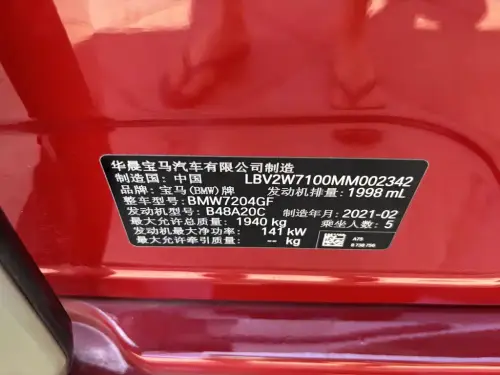 华晨宝马汽车有限公司制造
制造国：中国 LBV2W7100MM002342
品牌：宝马(BMW)牌 发动机排量：1998 mL
整车型号：BMW7204GF
发动机型号：B48A20C 制造年月：2021-02
最大允许总质量：1940 kg 乘坐人数：5
发动机最大净功率：141 kW
最大允许牵引质量：-- kg
A75